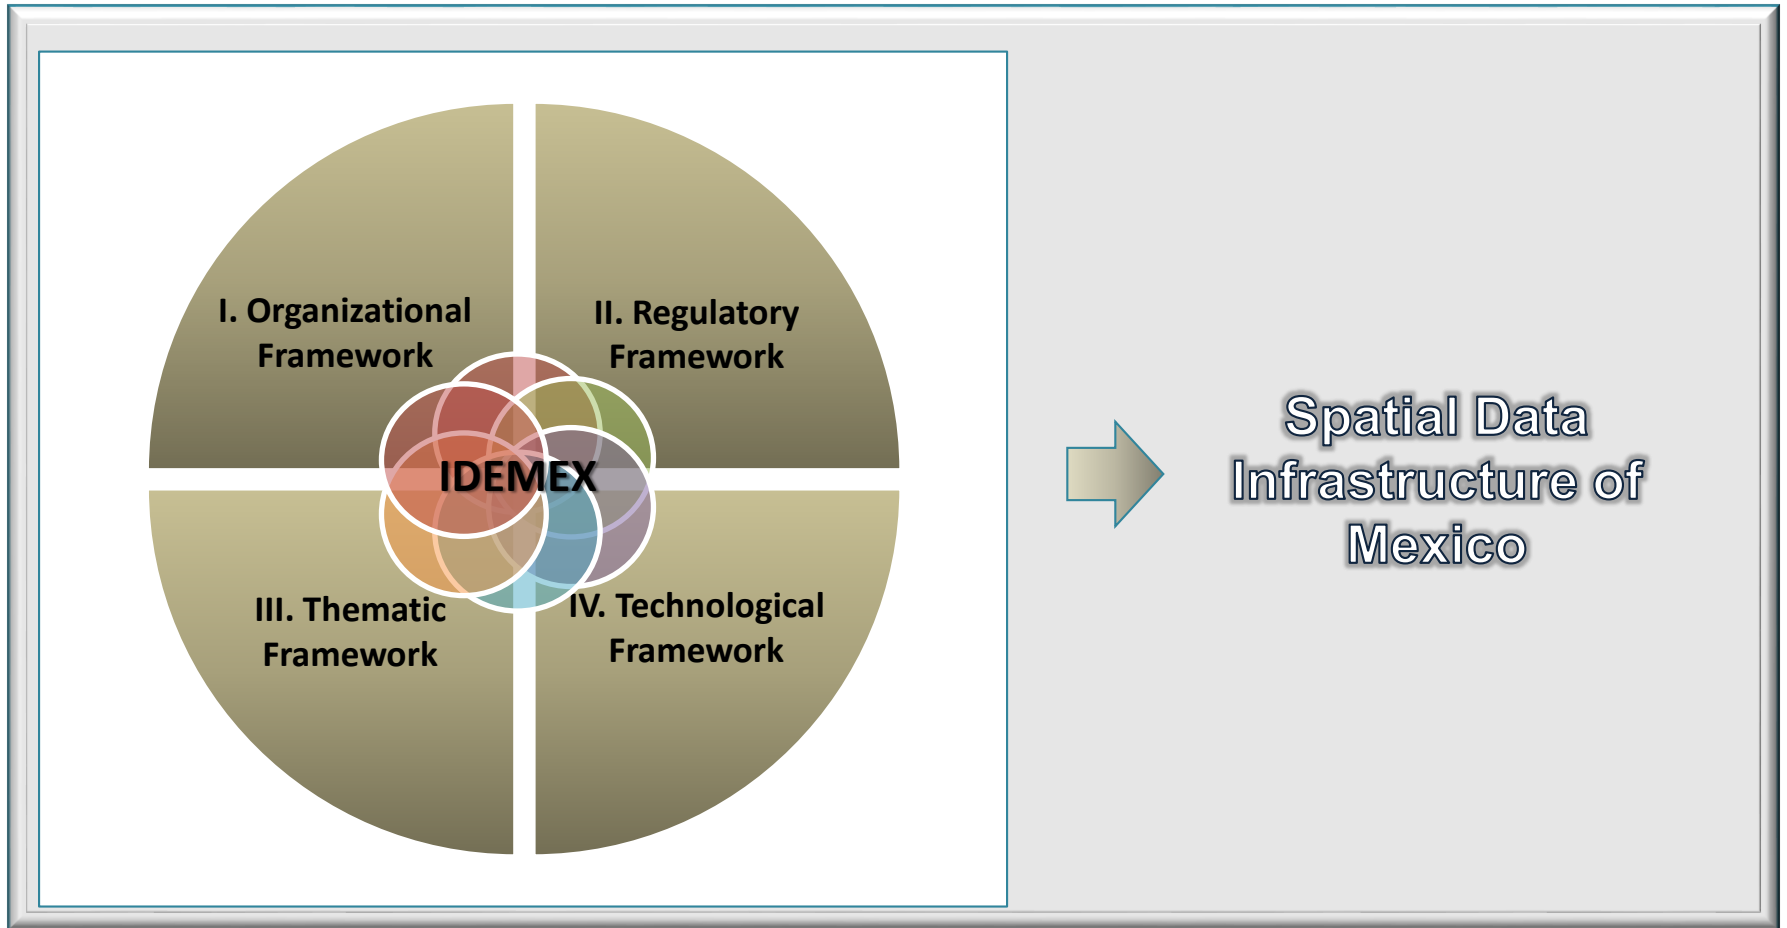 I. Organizational
Framework
II. Regulatory
Framework
IDEMEX
III. Thematic
Framework
IV. Technological
Framework
Spatial Data
Infrastructure of
Mexico